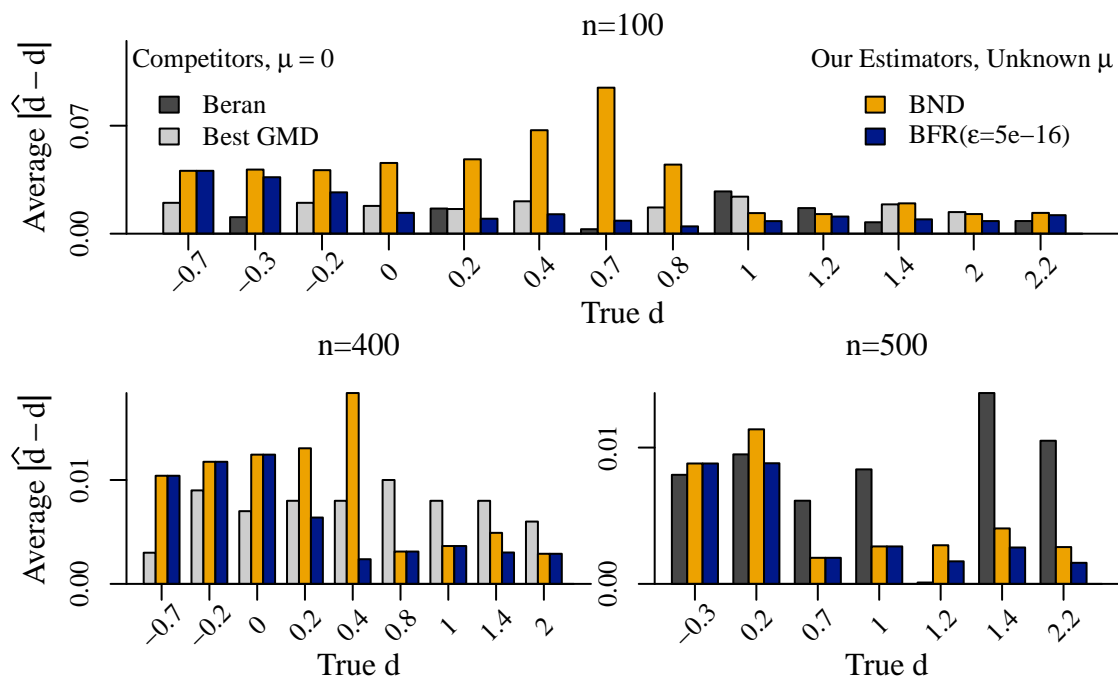 n=100
Competitors, μ = 0
Our Estimators, Unknown μ
Beran
Best GMD
BND
BFR(ε=5e−16)
Average |d̂ − d|
0.00 0.07
−0.7 −0.3 −0.2 0 0.2 0.4 0.7 0.8 1 1.2 1.4 2 2.2
True d
n=400
Average |d̂ − d|
0.00 0.01
−0.7 −0.2 0 0.2 0.4 0.8 1 1.4 2
True d
n=500
0.00 0.01
−0.3 0.2 0.7 1 1.2 1.4 2.2
True d